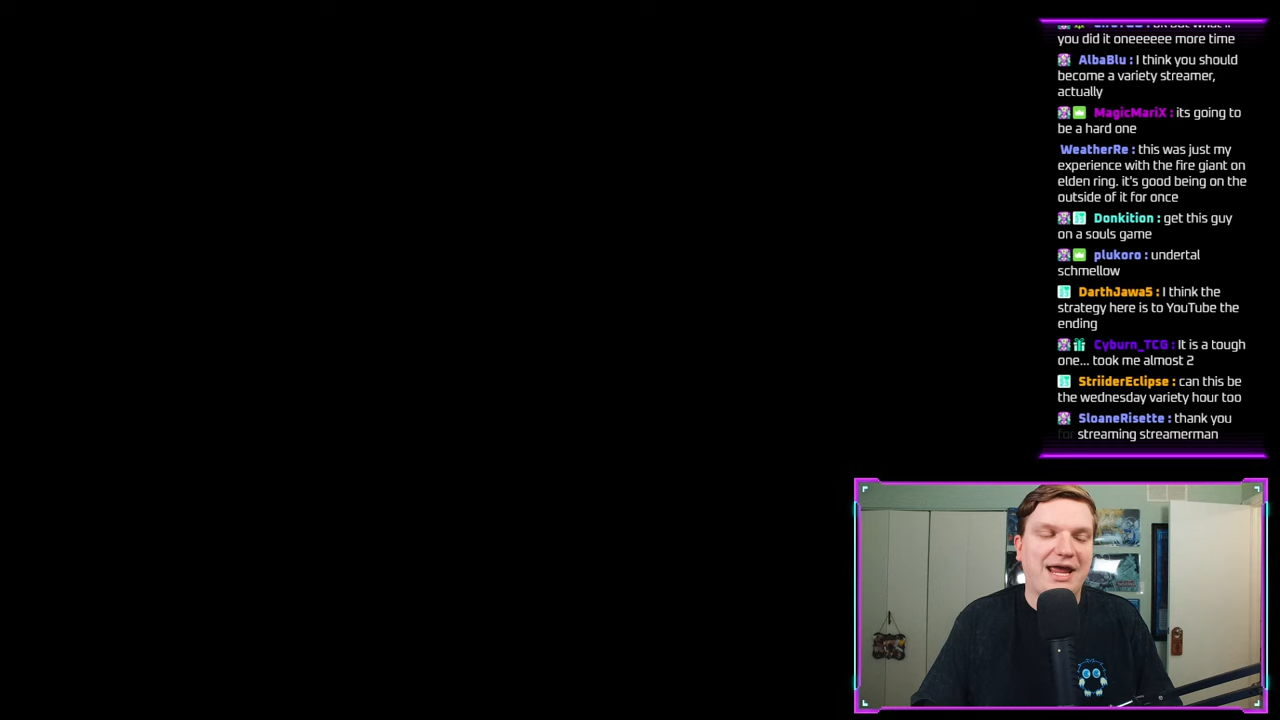 you did it oneeeeee more time
AlbaBlu : I think you should
become a variety streamer,
actually
MagicMariX : its going to
be a hard one
WeatherRe : this was just my
experience with the fire giant on
elden ring. it's good being on the
outside of it for once
Donkition : get this guy
on a souls game
plukoro : undertal
schmellow
DarthJawa5 : I think the
strategy here is to YouTube the
ending
Cyburn_TCG : It is a tough
one... took me almost 2
StriiderEclipse : can this be
the wednesday variety hour too
SloaneRisette : thank you
for streaming streamerman